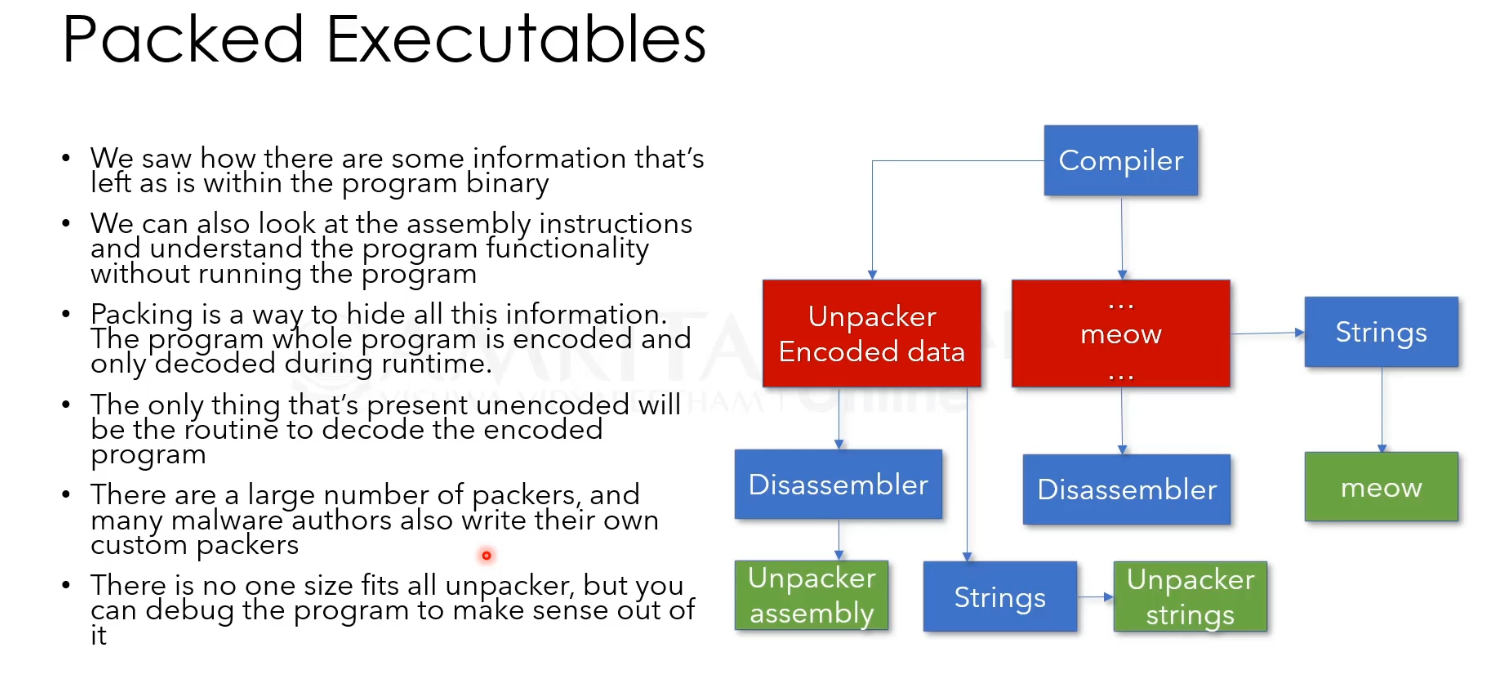 Packed Executables
• We saw how there are some information that's
left as is within the program binary
• We can also look at the assembly instructions
and understand the program functionality
without running the program
• Packing is a way to hide all this information.
The program whole program is encoded and
only decoded during runtime.
• The only thing that's present unencoded will
be the routine to decode the encoded
program
• There are a large number of packers, and
many malware authors also write their own
custom packers
• There is no one size fits all unpacker, but you
can debug the program to make sense out of
it
Compiler
Unpacker
Encoded data
...
meow
...
Strings
Disassembler
Disassembler
meow
Unpacker
assembly
Strings
Unpacker
strings
Online